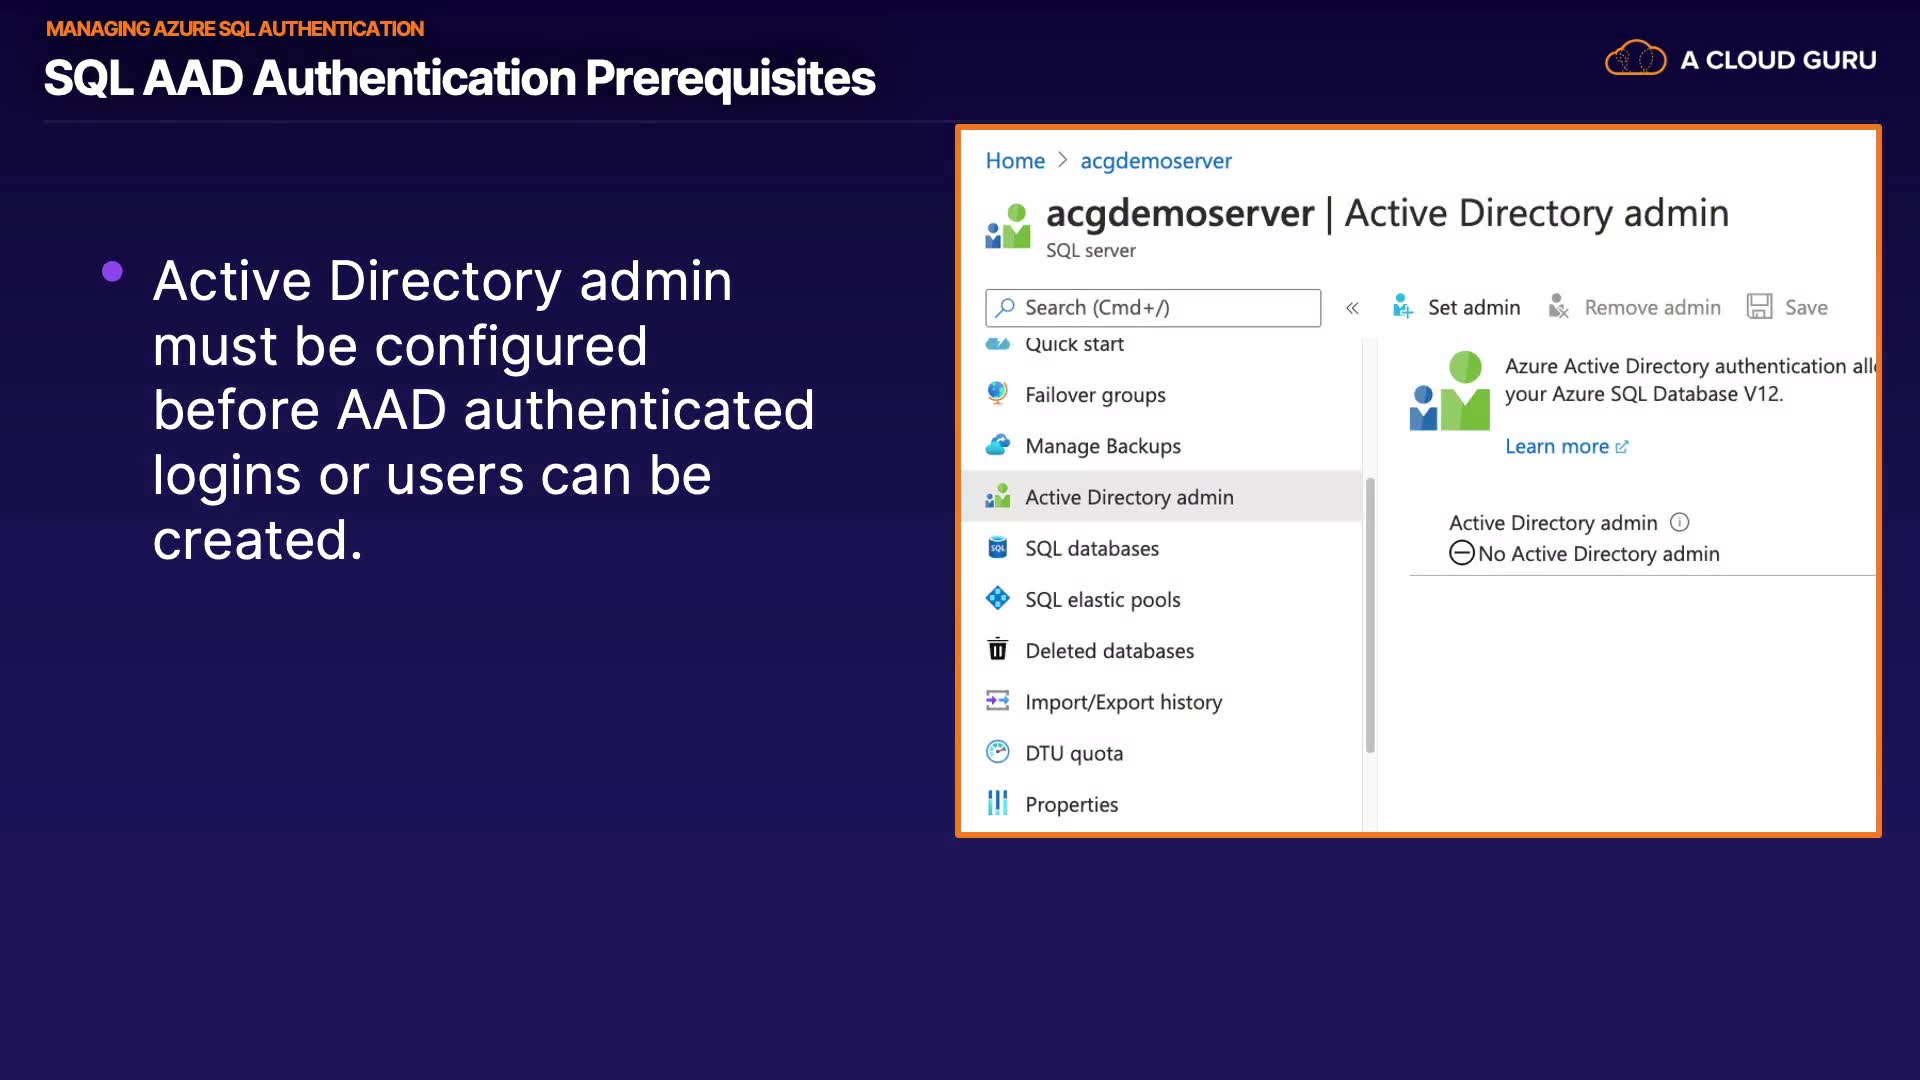 MANAGING AZURE SQL AUTHENTICATION
SQL AAD Authentication Prerequisites
A CLOUD GURU
Active Directory admin
must be configured
before AAD authenticated
logins or users can be
created.
Home > acgdemoserver
acgdemoserver | Active Directory admin
SQL server
Search (Cmd+/)
«
Set admin
Remove admin
Save
Quick start
Failover groups
Manage Backups
Active Directory admin
SQL databases
SQL elastic pools
Deleted databases
Import/Export history
DTU quota
Properties
Azure Active Directory authentication all
your Azure SQL Database V12.
Learn more
Active Directory admin
No Active Directory admin